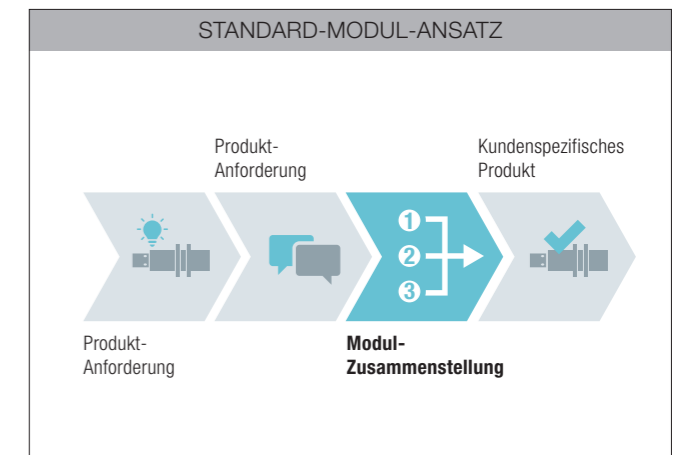 STANDARD-MODUL-ANSATZ
Produkt-
Anforderung
Kundenspezifisches
Produkt
1
2
3
Produkt-
Anforderung
Modul-
Zusammenstellung